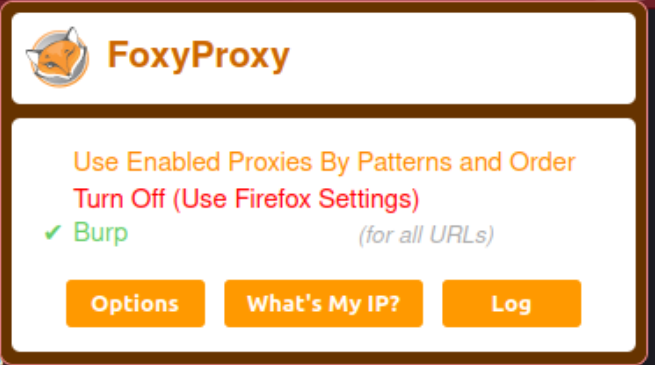 FoxyProxy
Use Enabled Proxies By Patterns and Order
Turn Off (Use Firefox Settings)
✔ Burp (for all URLs)
Options What's My IP? Log